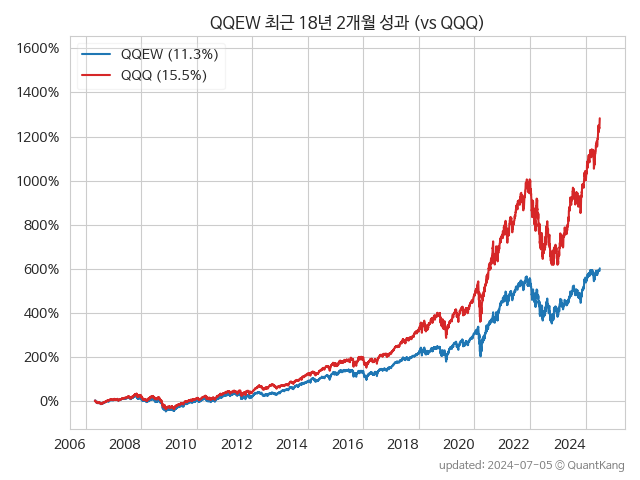 QQEW 최근 18년 2개월 성과 (vs QQQ)
1600%
1400%
1200%
1000%
800%
600%
400%
200%
0%
QQEW (11.3%)
QQQ (15.5%)
2006 2008 2010 2012 2014 2016 2018 2020 2022 2024
updated: 2024-07-05 © QuantKang